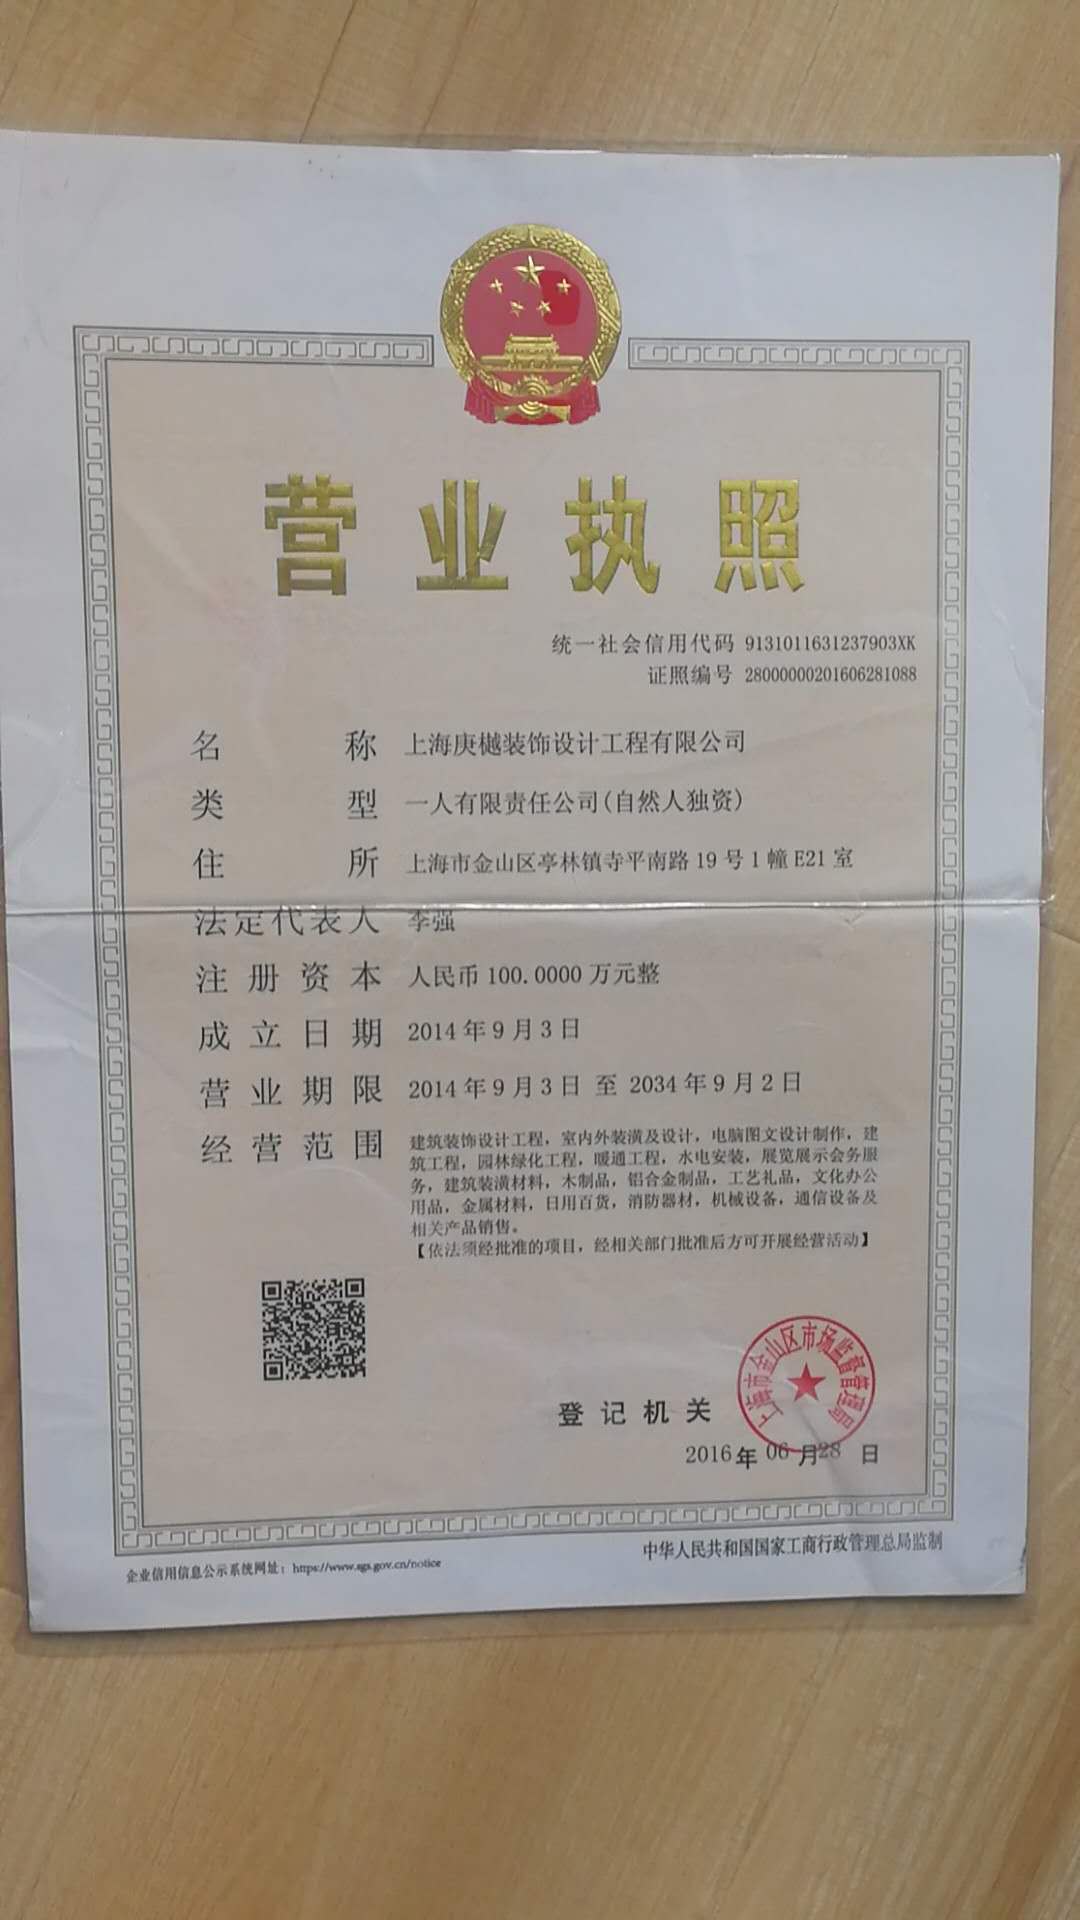 营业执照
统一社会信用代码 9131011631237903XK
证照编号 28000000201606281088
名称 上海庚樾装饰设计工程有限公司
类型 一人有限责任公司(自然人独资)
住所 上海市金山区亭林镇寺平南路19号1幢E21室
法定代表人 李强
注册资本 人民币100.0000万元整
成立日期 2014年9月3日
营业期限 2014年9月3日 至 2034年9月2日
经营范围 建筑装饰设计工程，室内外装潢及设计，电脑图文设计制作，建
筑工程，园林绿化工程，暖通工程，水电安装，展览展示会务服
务，建筑装潢材料，木制品，铝合金制品，工艺礼品，文化办公
用品，金属材料，日用百货，消防器材，机械设备，通信设备及
相关产品销售。
【依法须经批准的项目，经相关部门批准后方可开展经营活动】
上海市金山区市场监督管理局
登记机关
2016年06月28日
企业信用信息公示系统网址：https://www.sgs.gov.cn/notice
中华人民共和国国家工商行政管理总局监制